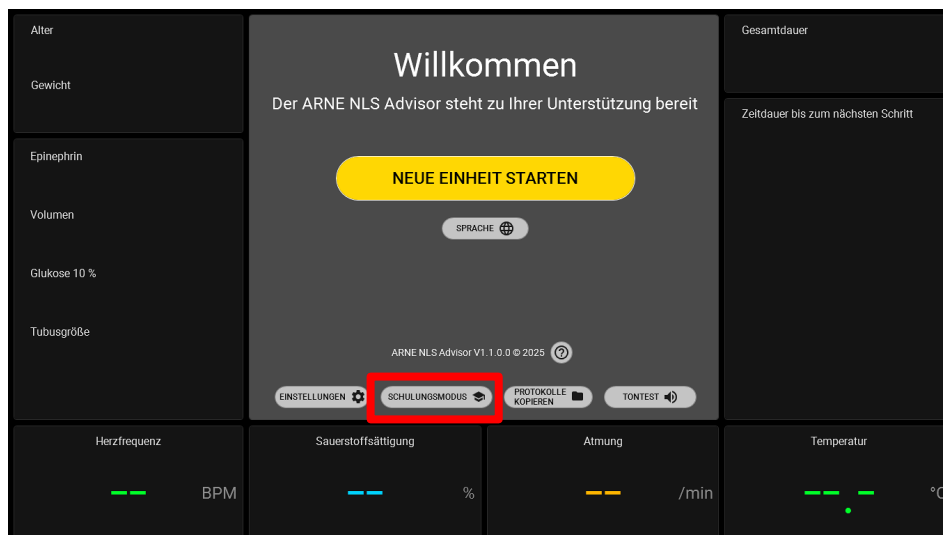 Alter
Gewicht
Epinephrin
Volumen
Glukose 10 %
Tubusgröße
Willkommen
Der ARNE NLS Advisor steht zu Ihrer Unterstützung bereit
NEUE EINHEIT STARTEN
SPRACHE
ARNE NLS Advisor V1.1.0.0 © 2025 ?
EINSTELLUNGEN
SCHULUNGSMODUS
PROTOKOLLE
KOPIEREN
TONTEST
Gesamtdauer
Zeitdauer bis zum nächsten Schritt
Herzfrequenz
-- BPM
Sauerstoffsättigung
-- %
Atmung
-- /min
Temperatur
--.- °C